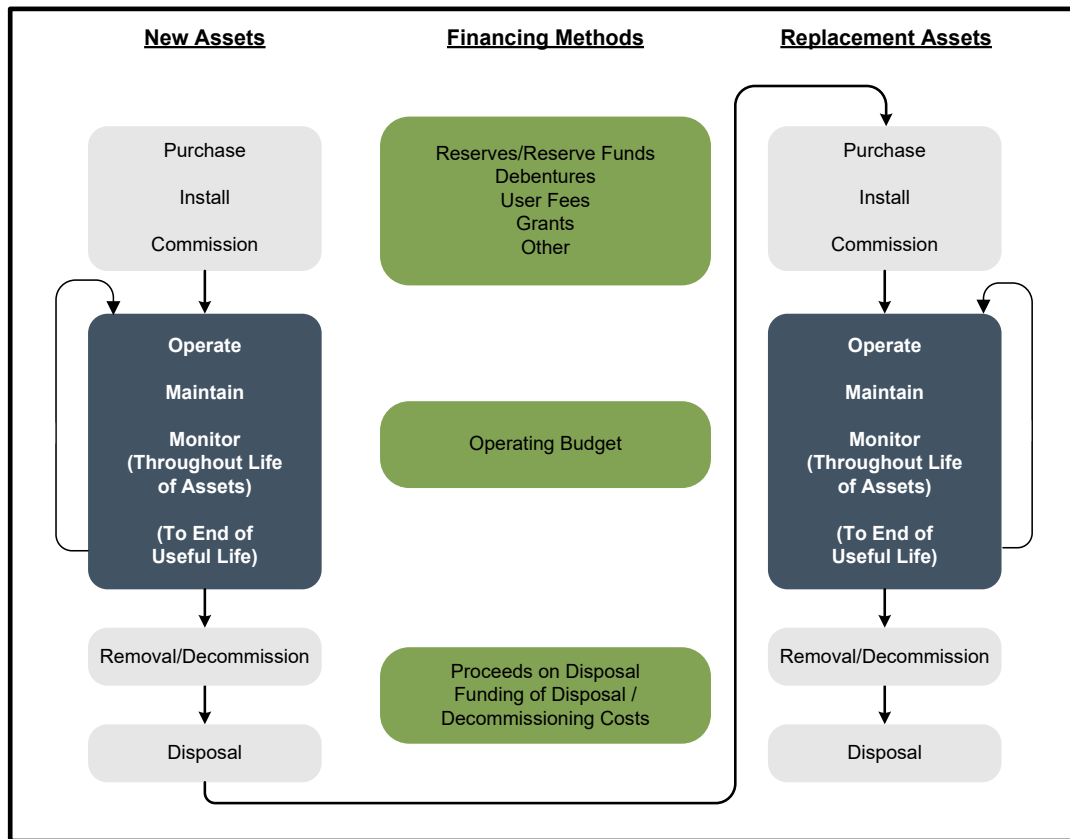 New Assets
Purchase
Install
Commission
Operate
Maintain
Monitor
(Throughout Life
of Assets)
(To End of
Useful Life)
Removal/Decommission
Disposal
Financing Methods
Reserves/Reserve Funds
Debentures
User Fees
Grants
Other
Operating Budget
Proceeds on Disposal
Funding of Disposal /
Decommissioning Costs
Replacement Assets
Purchase
Install
Commission
Operate
Maintain
Monitor
(Throughout Life
of Assets)
(To End of
Useful Life)
Removal/Decommission
Disposal